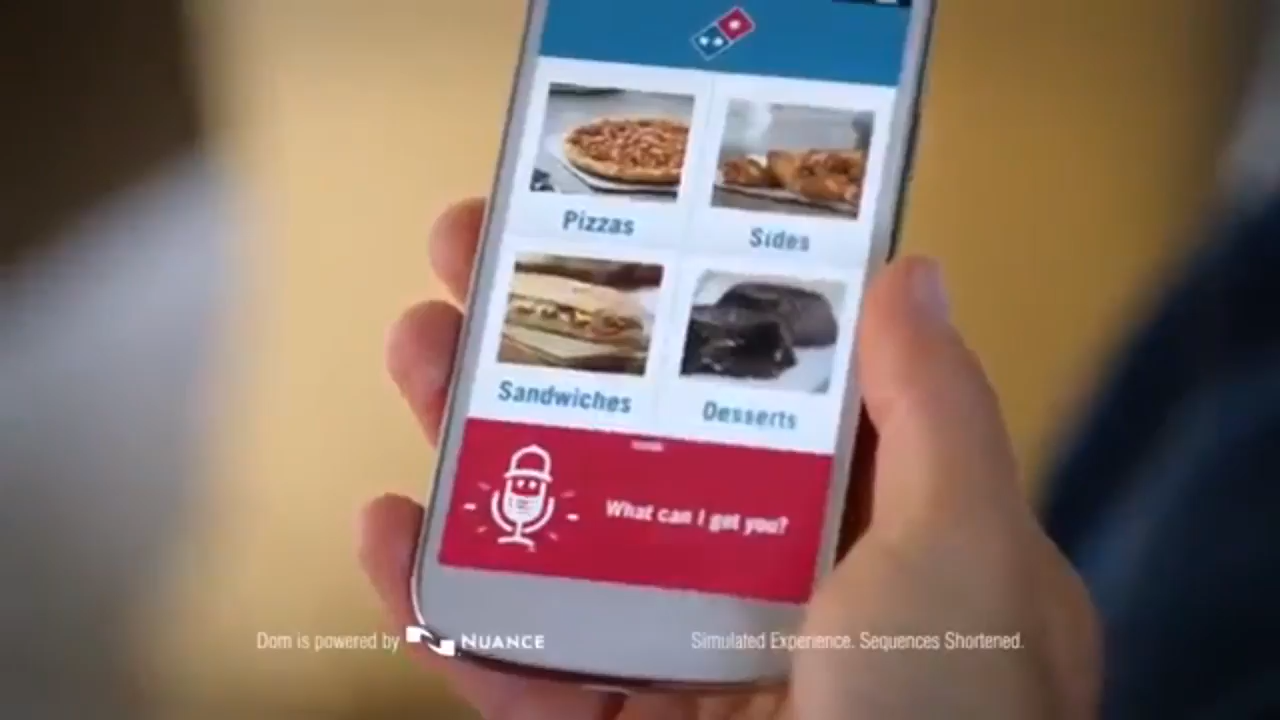 Pizzas
Sides
Sandwiches
Desserts
What can I get you?
Dom is powered by NUANCE
Simulated Experience. Sequences Shortened.